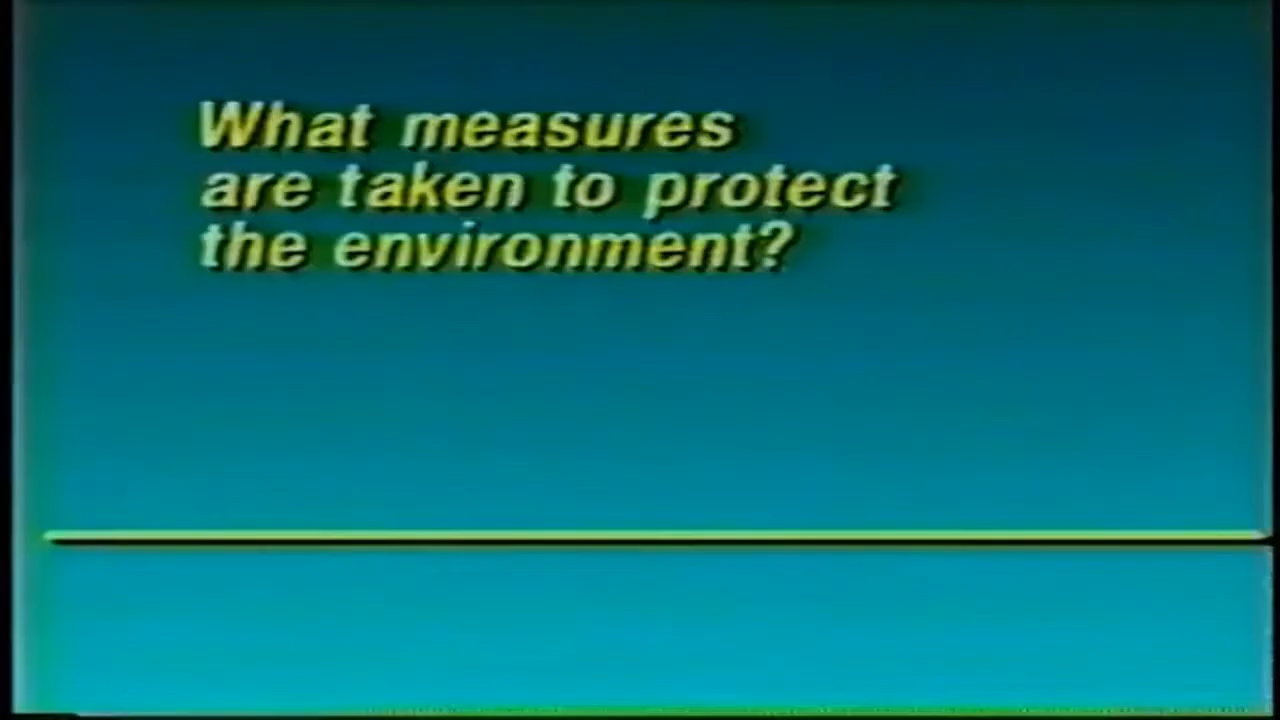 What measures
are taken to protect
the environment?